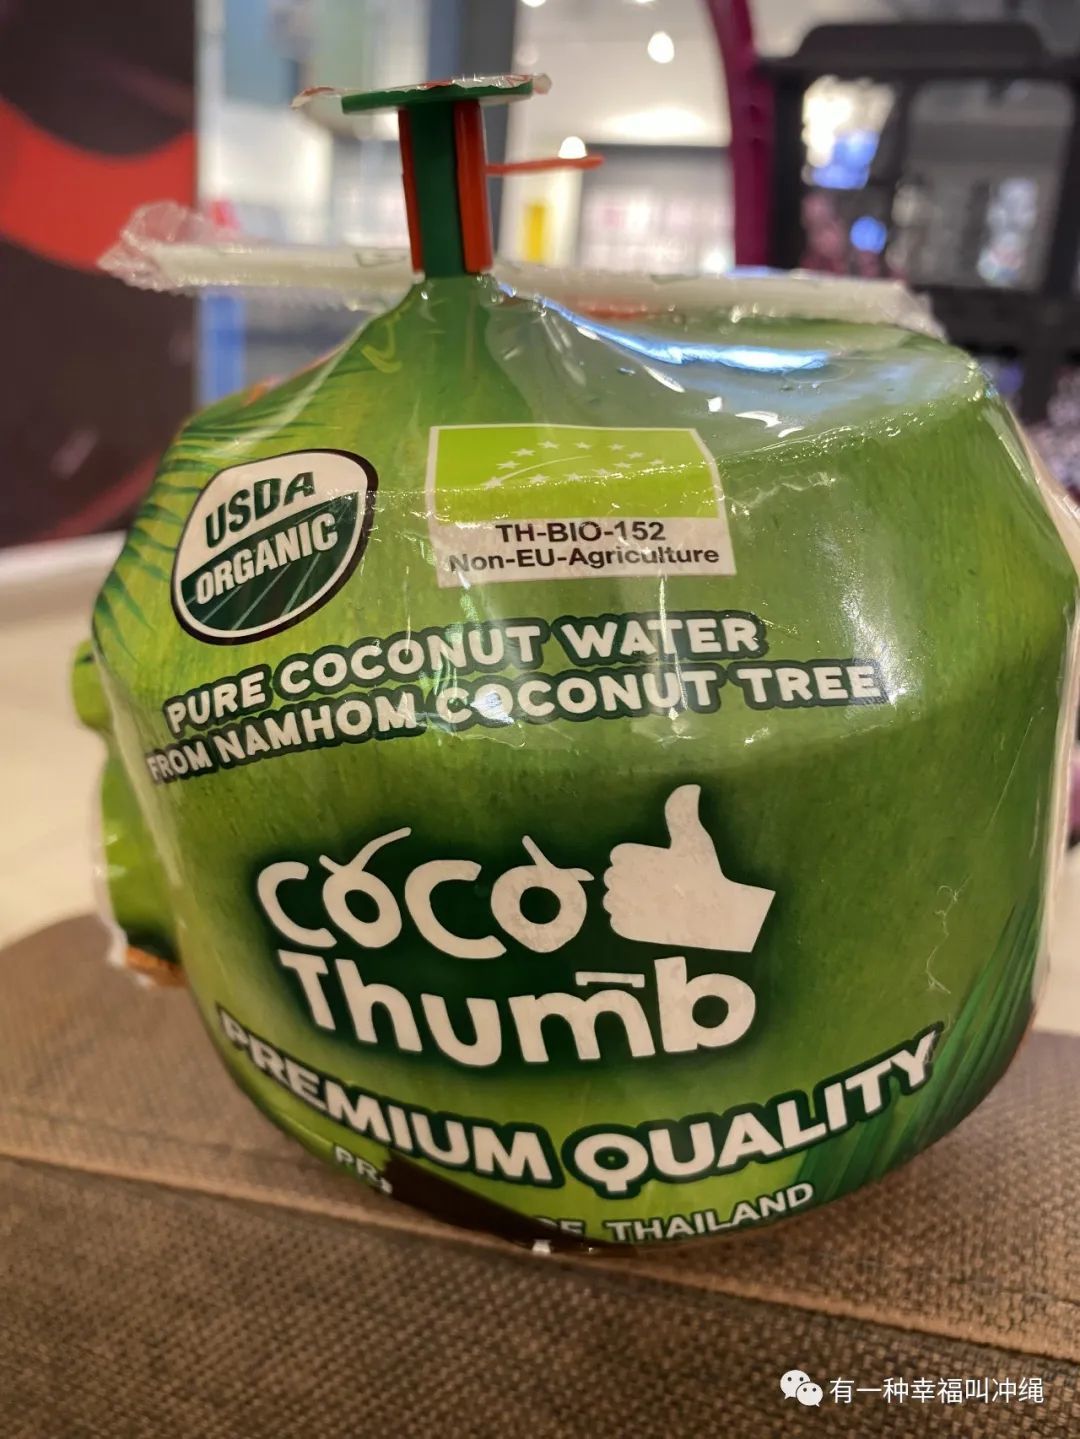 USDA
ORGANIC
TH-BIO-152
Non-EU-Agriculture
PURE COCONUT WATER
FROM NAMHOM COCONUT TREE
COCO
Thumb
PREMIUM QUALITY
THAILAND
有一种幸福叫冲绳